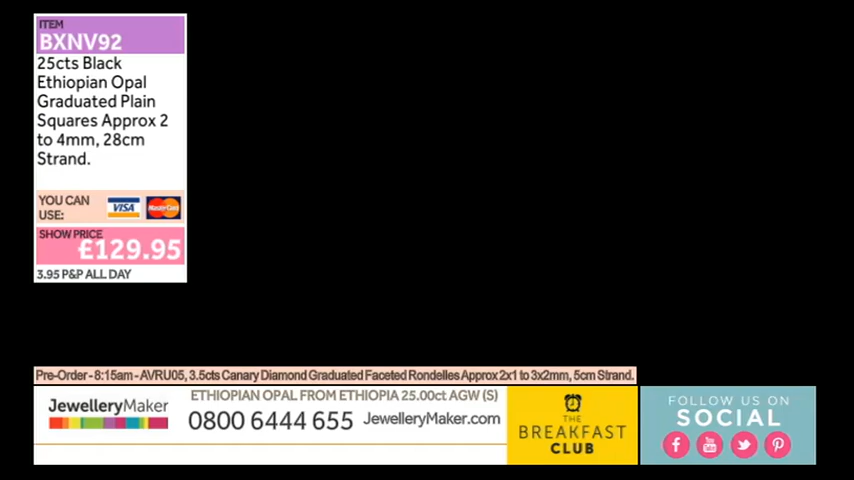 ITEM
BXNV92
25cts Black
Ethiopian Opal
Graduated Plain
Squares Approx 2
to 4mm, 28cm
Strand.
YOU CAN
USE:
VISA
MasterCard
SHOW PRICE
£129.95
3.95 P&P ALL DAY
Pre-Order - 8:15am - AVRU05, 3.5cts Canary Diamond Graduated Faceted Rondelles Approx 2x1 to 3x2mm, 5cm Strand.
JewelleryMaker
ETHIOPIAN OPAL FROM ETHIOPIA 25.00ct AGW (S)
0800 6444 655 JewelleryMaker.com
THE
BREAKFAST
CLUB
FOLLOW US ON
SOCIAL